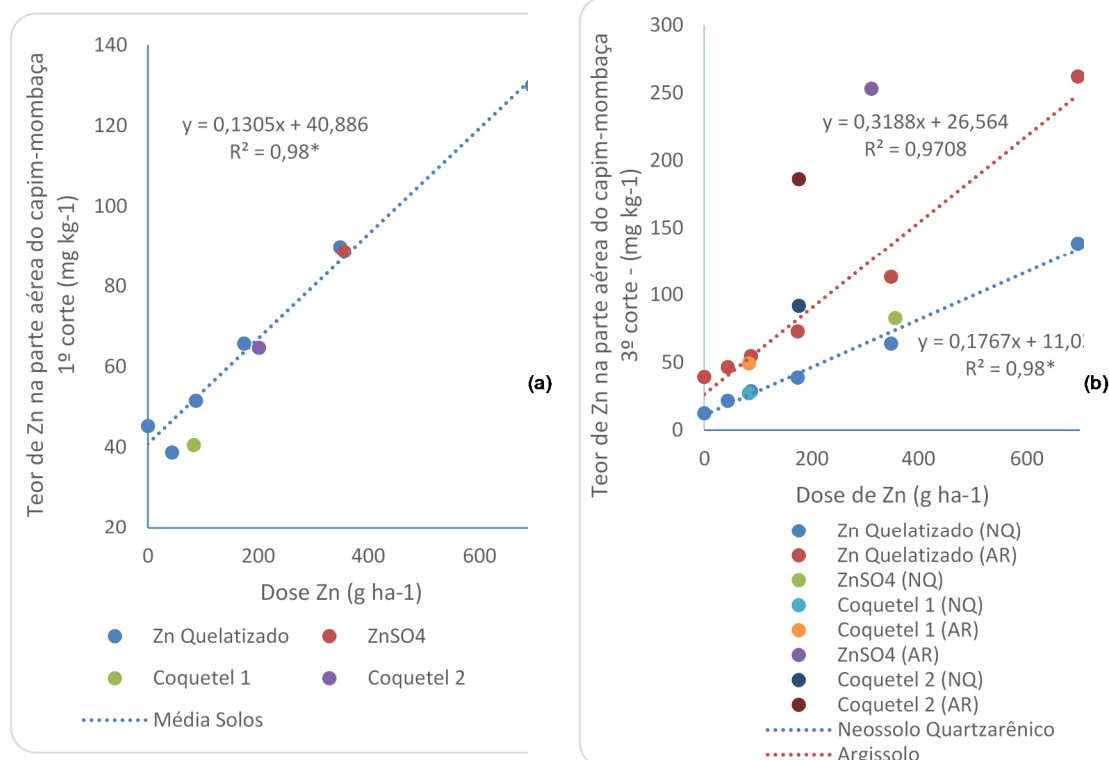 Teor de Zn na parte aérea do capim-mombaça
1º corte (mg kg-1)
140
120
100
80
60
40
20
y = 0,1305x + 40,886
R² = 0,98*
0
200
400
600
Dose Zn (g ha-1)
Zn Quelatizado
ZnSO4
Coquetel 1
Coquetel 2
Média Solos
(a)
Teor de Zn na parte aérea do capim-mombaça
3º corte - (mg kg-1)
300
250
200
150
100
50
0
y = 0,3188x + 26,564
R² = 0,9708
y = 0,1767x + 11,0
R² = 0,98*
0
200
400
600
Dose de Zn (g ha-1)
Zn Quelatizado (NQ)
Zn Quelatizado (AR)
ZnSO4 (NQ)
Coquetel 1 (NQ)
Coquetel 1 (AR)
ZnSO4 (AR)
Coquetel 2 (NQ)
Coquetel 2 (AR)
Neossolo Quartzarênico
Argissolo
(b)